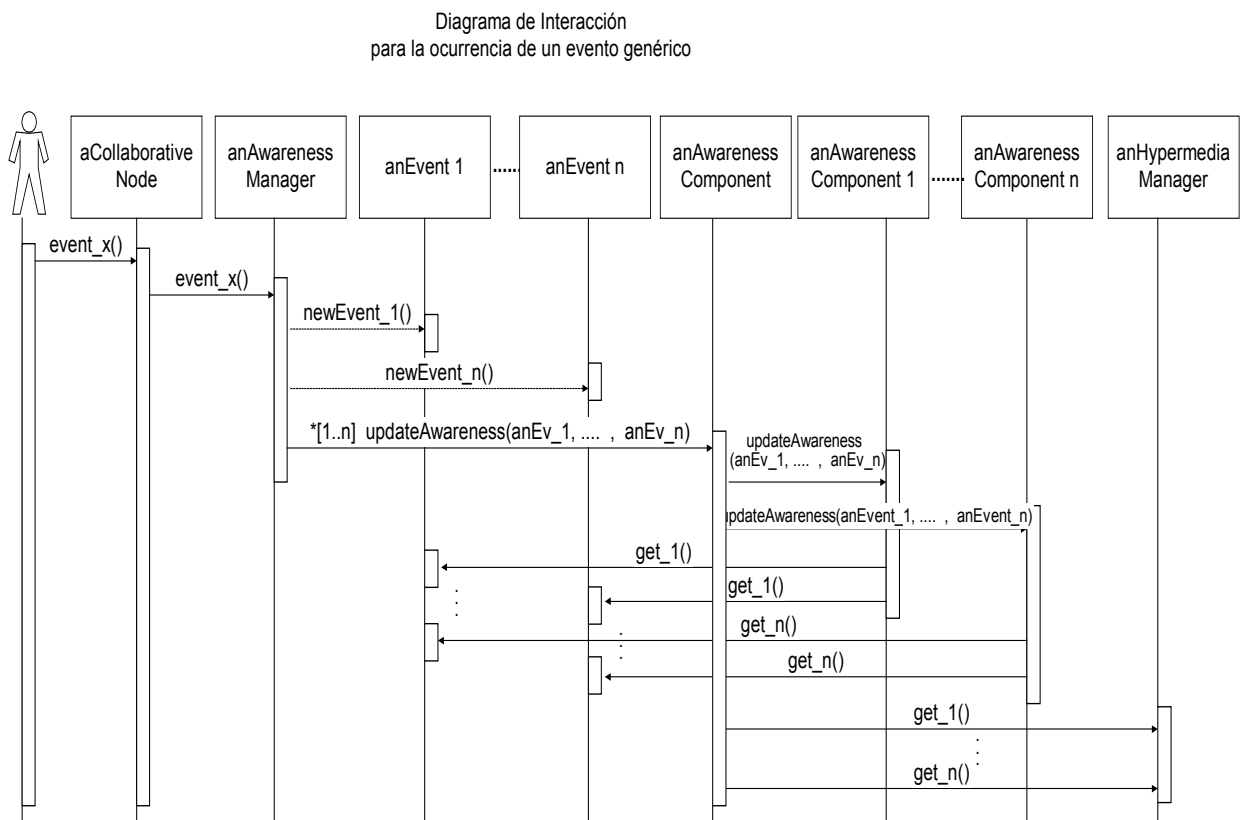 Diagrama de Interacción
para la ocurrencia de un evento genérico
aCollaborative
Node
anAwareness
Manager
anEvent 1
......
anEvent n
anAwareness
Component
anAwareness
Component 1
.......
anAwareness
Component n
anHypermedia
Manager
event_x()
event_x()
newEvent_1()
newEvent_n()
*[1..n] updateAwareness(anEv_1, .... , anEv_n)
updateAwareness
(anEv_1, .... , anEv_n)
updateAwareness(anEvent_1, .... , anEvent_n)
get_1()
get_1()
get_n()
get_n()
get_1()
get_n()